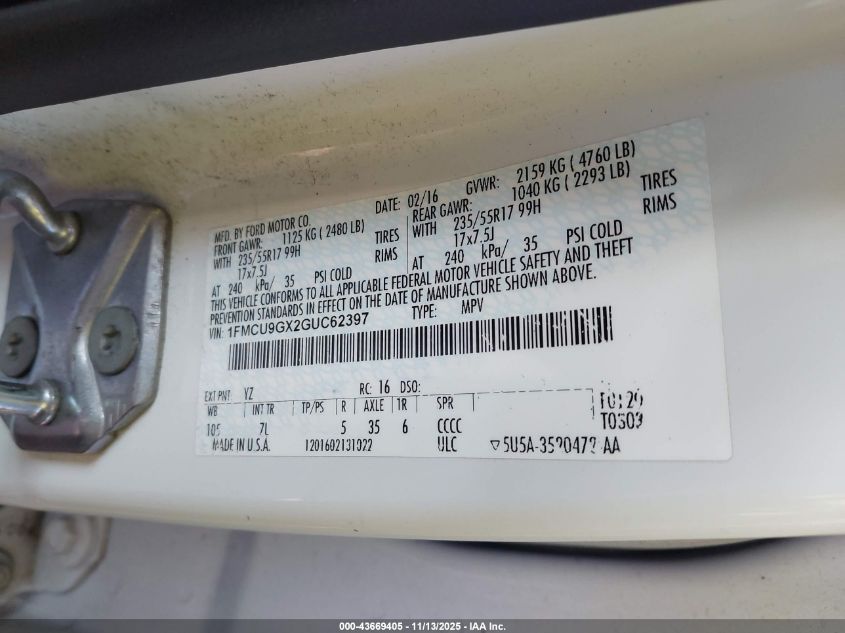 MFD. BY FORD MOTOR CO. DATE: 02/16 GVWR: 2159 KG ( 4760 LB)
FRONT GAWR: 1125 KG ( 2480 LB) REAR GAWR: 1040 KG ( 2293 LB)
WITH 235/55R17 99H TIRES WITH 235/55R17 99H TIRES
17x7.5J RIMS 17x7.5J RIMS
AT 240 kPa/ 35 PSI COLD AT 240 kPa/ 35 PSI COLD
THIS VEHICLE CONFORMS TO ALL APPLICABLE FEDERAL MOTOR VEHICLE SAFETY AND THEFT
PREVENTION STANDARDS IN EFFECT ON THE DATE OF MANUFACTURE SHOWN ABOVE.
VIN: 1FMCU9GX2GUC62397 TYPE: MPV
EXT PNT YZ RC: 16 DSO:
WB INT TR TP/PS R AXLE TR SPR
105 7L 5 35 6 CCCC
MADE IN U.S.A. 1201602131022 ULC
000-43669405 - 11/13/2025 - IAA Inc.